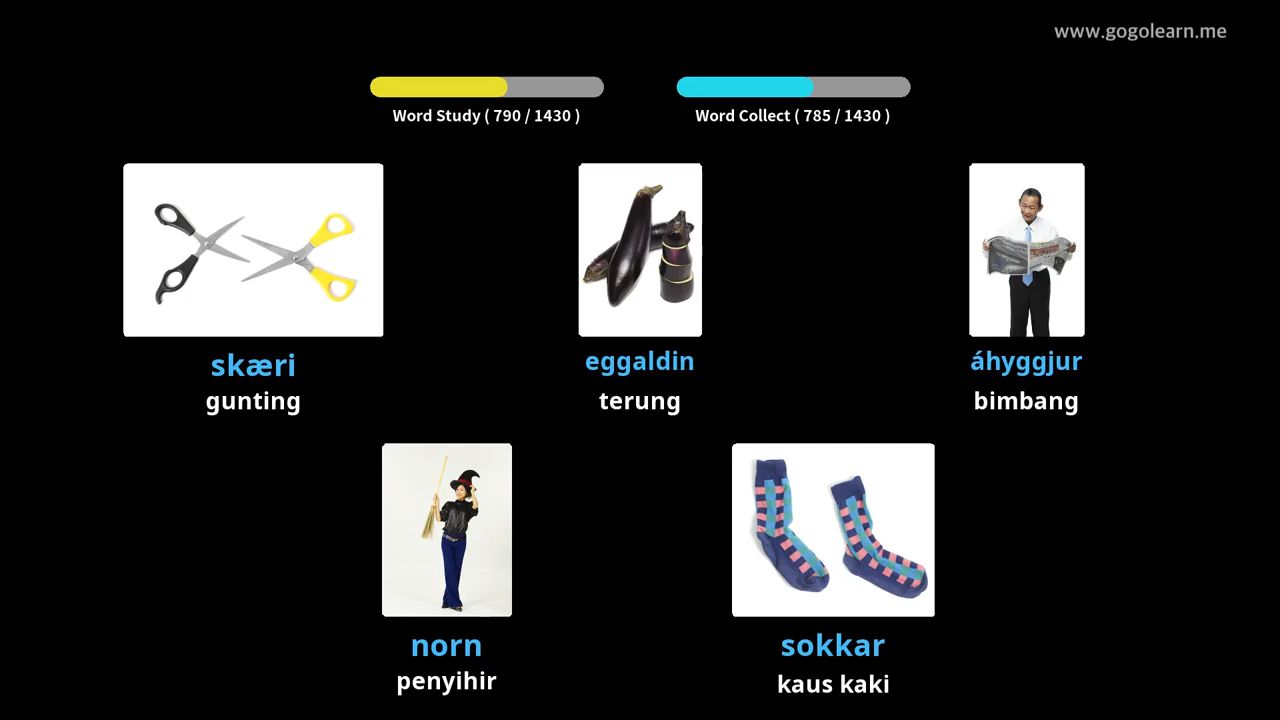 www.gogolearn.me
Word Study ( 790 / 1430 )
Word Collect ( 785 / 1430 )
skæri
gunting
eggaldin
terung
áhyggjur
bimbang
norn
penyihir
sokkar
kaus kaki